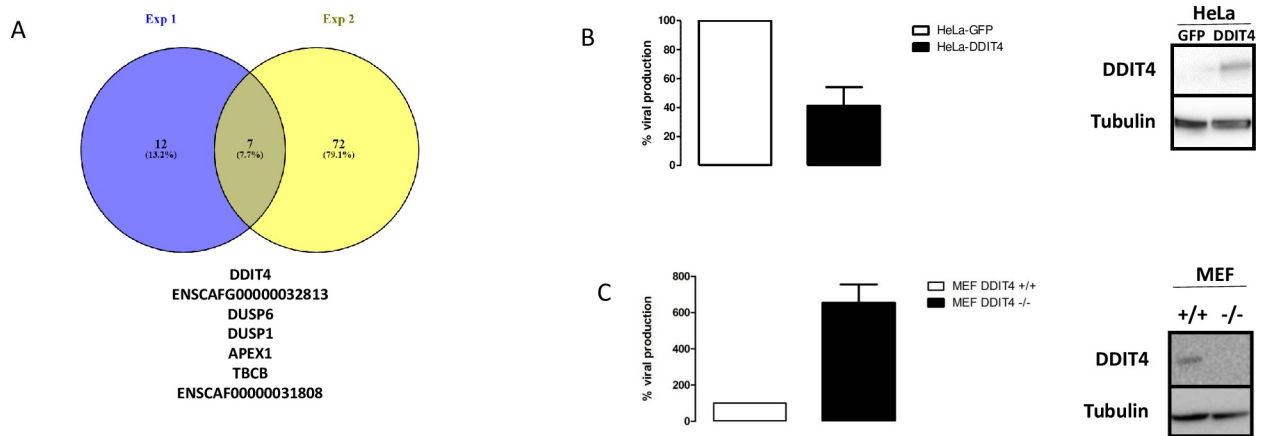 A
Exp 1
Exp 2
12
(13.2%)
7
(7.7%)
72
(79.1%)
DDIT4
ENSCAFG00000032813
DUSP6
DUSP1
APEX1
TBCB
ENSCAF00000031808
B
% viral production
100
80
60
40
20
0
HeLa-GFP
HeLa-DDIT4
HeLa
GFP DDIT4
DDIT4
Tubulin
C
% viral production
800
600
400
200
0
MEF DDIT4 +/+
MEF DDIT4 -/-
MEF
+/+ -/-
DDIT4
Tubulin